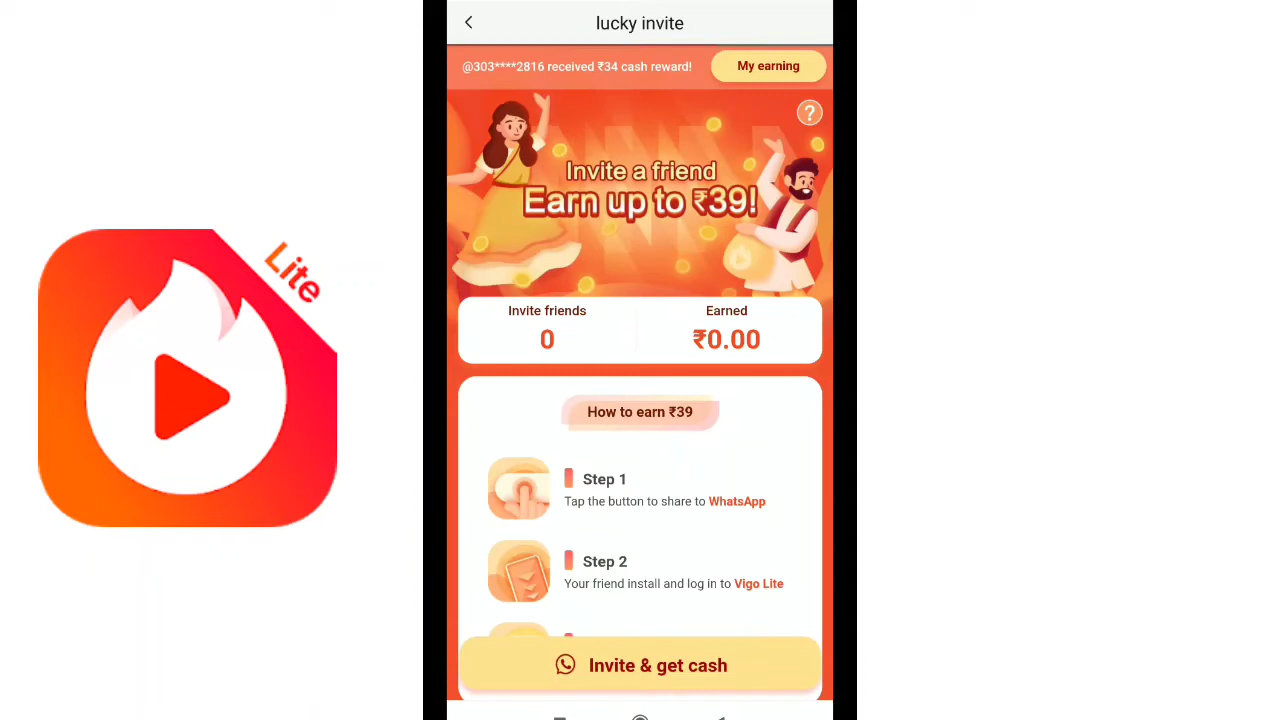 lucky invite
@303****2816 received ₹34 cash reward!
My earning
?
Invite a friend
Earn up to ₹39!
Lite
Invite friends
Earned
0
₹0.00
How to earn ₹39
Step 1
Tap the button to share to WhatsApp
Step 2
Your friend install and log in to Vigo Lite
Invite & get cash